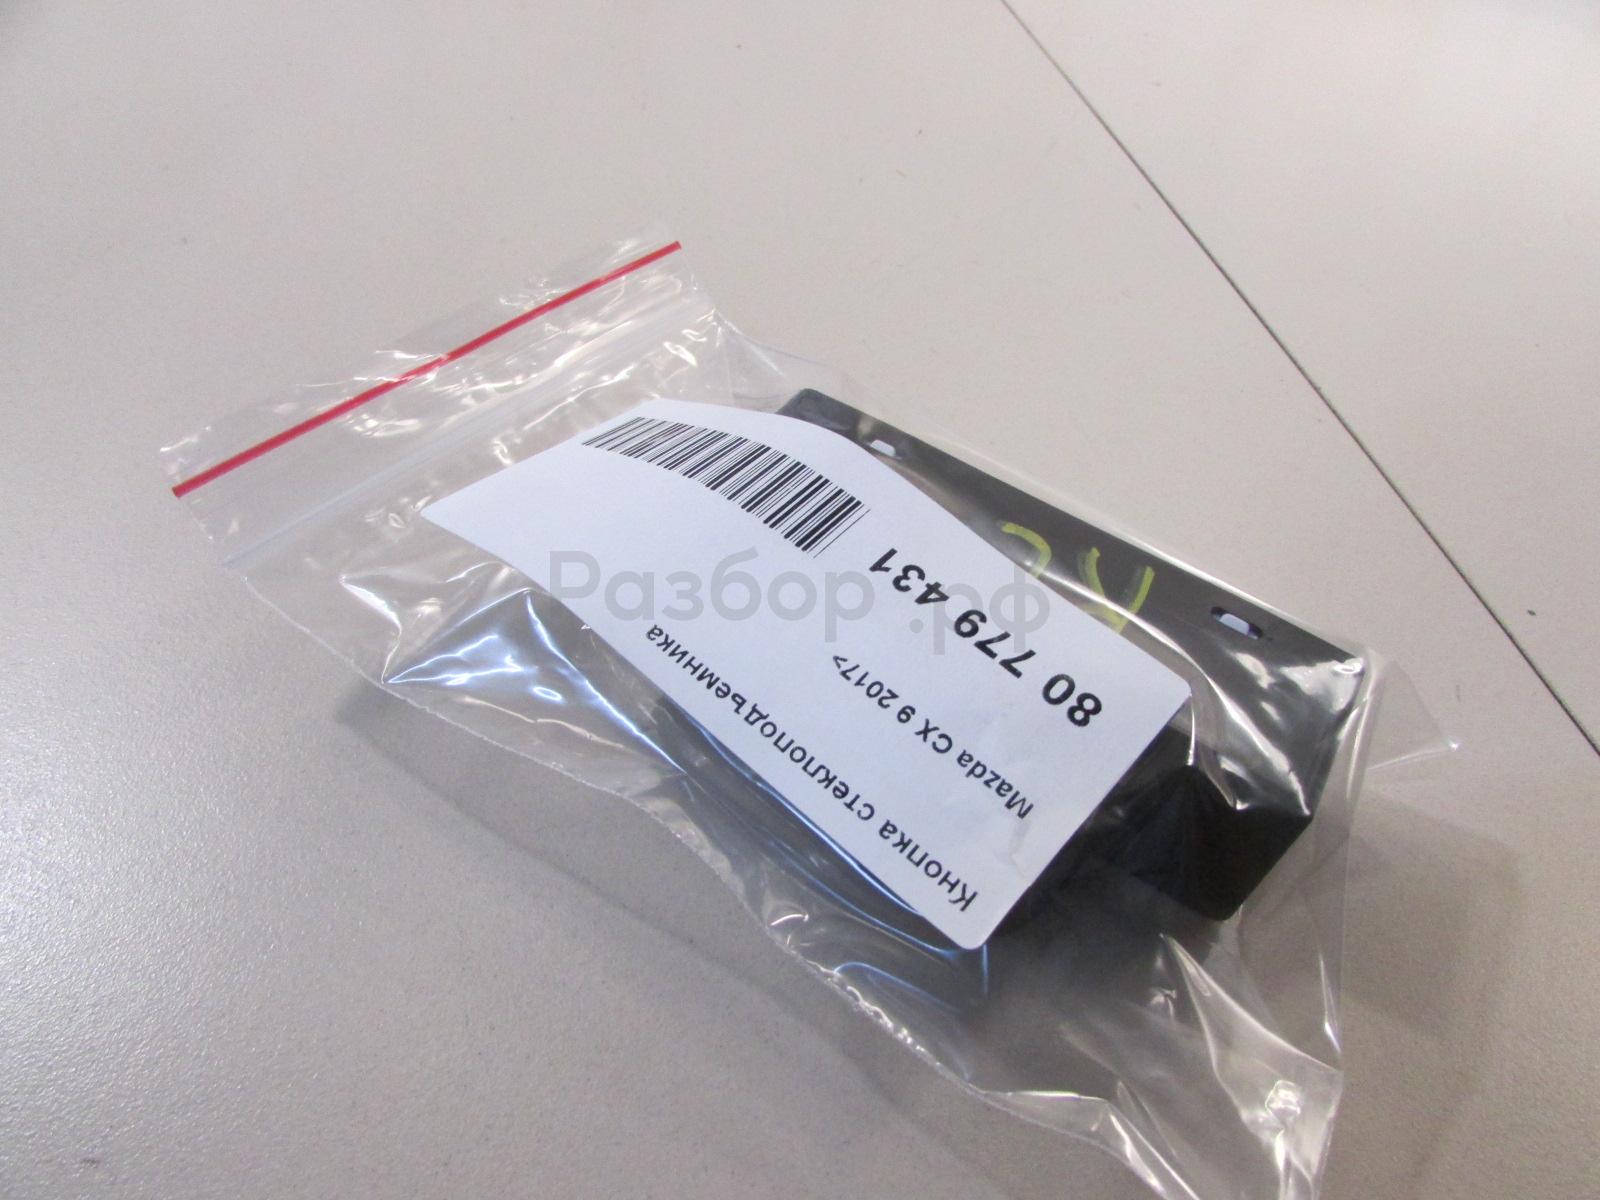 Кнопка стеклоподъемника
Mazda CX 9 2017>
80 779 431
Разбор.рф